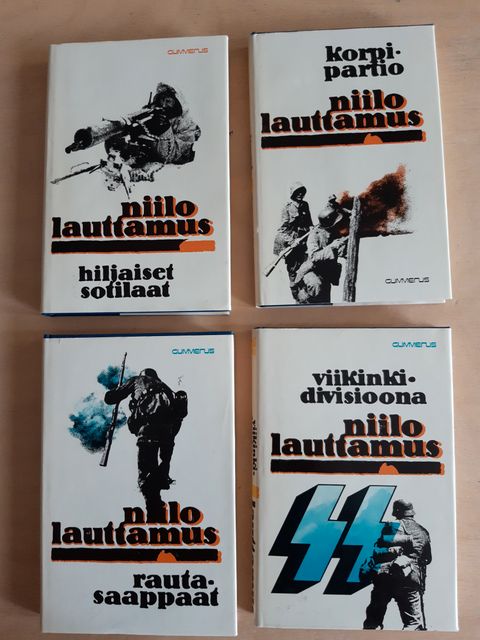 GUMMERUS
niilo
lauttamus
hiljaiset
sotilaat
korpi-
partio
niilo
lauttamus
GUMMERUS
GUMMERUS
niilo
lauttamus
rauta-
saappaat
GUMMERUS
viikinki-
divisioona
niilo
lauttamus